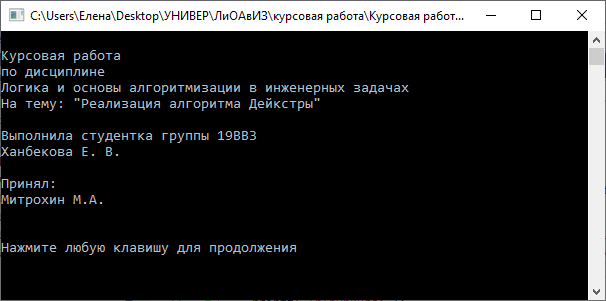 C:\Users\Елена\Desktop\УНИВЕР\ЛиОАвИЗ\курсовая работа\Курсовая работ...
Курсовая работа
по дисциплине
Логика и основы алгоритмизации в инженерных задачах
На тему: "Реализация алгоритма Дейкстры"
Выполнила студентка группы 19ВВ3
Ханбекова Е. В.
Принял:
Митрохин М.А.
Нажмите любую клавишу для продолжения